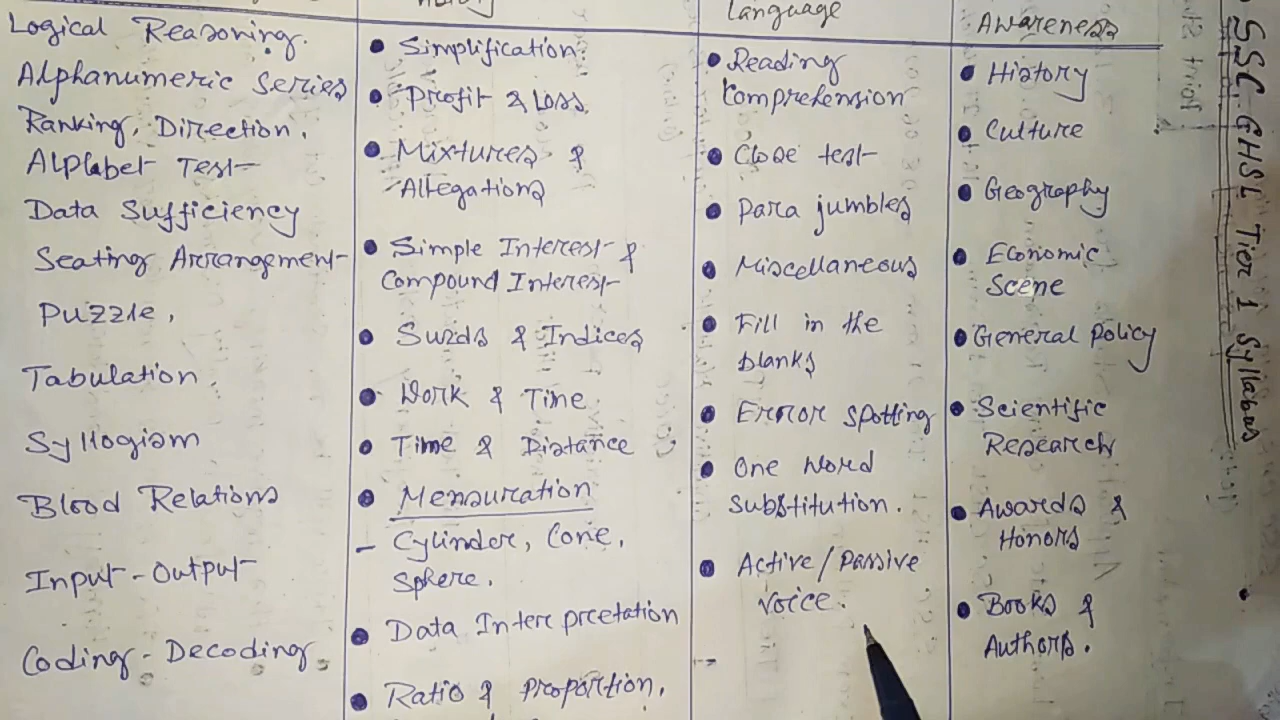 Language
Awareness
Logical Reasoning.
Alphanumeric Series
Ranking, Direction,
Alphabet Test
Data Sufficiency
Seating Arrangement
Puzzle,
Tabulation
Syllogism
Blood Relations
Input-Output
Coding-Decoding
• Simplification
• Profit & Loss
• Mixtures &
Allegations
• Simple Interest &
Compound Interest
• Surds & Indices
• Work & Time
• Time & Distance
• Mensuration
- Cylinder, Cone,
Sphere.
• Data Interpretation
• Ratio & Proportion,
• Reading
Comprehension
• Close test
• Para jumbles
• Miscellaneous
• Fill in the
blanks
• Error Spotting
• One Word
Substitution.
• Active/Passive
Voice.
• History
• Culture
• Geography
• Economic
Scene
• General Policy
• Scientific
Research
• Awards &
Honors
• Books &
Authors.
SSC CHSL Tier 1 Syllabus